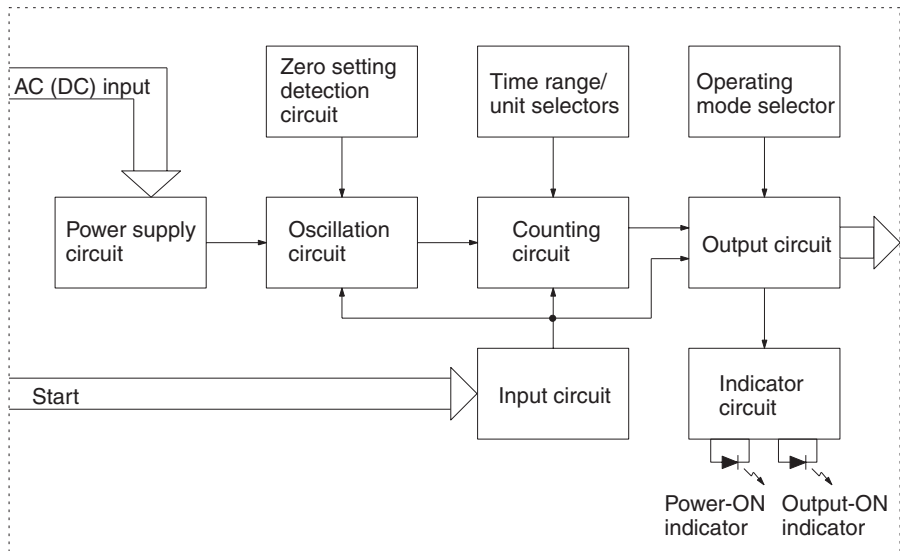 AC (DC) input
Zero setting
detection
circuit
Time range/
unit selectors
Operating
mode selector
Power supply
circuit
Oscillation
circuit
Counting
circuit
Output circuit
Start
Input circuit
Indicator
circuit
Power-ON
indicator
Output-ON
indicator